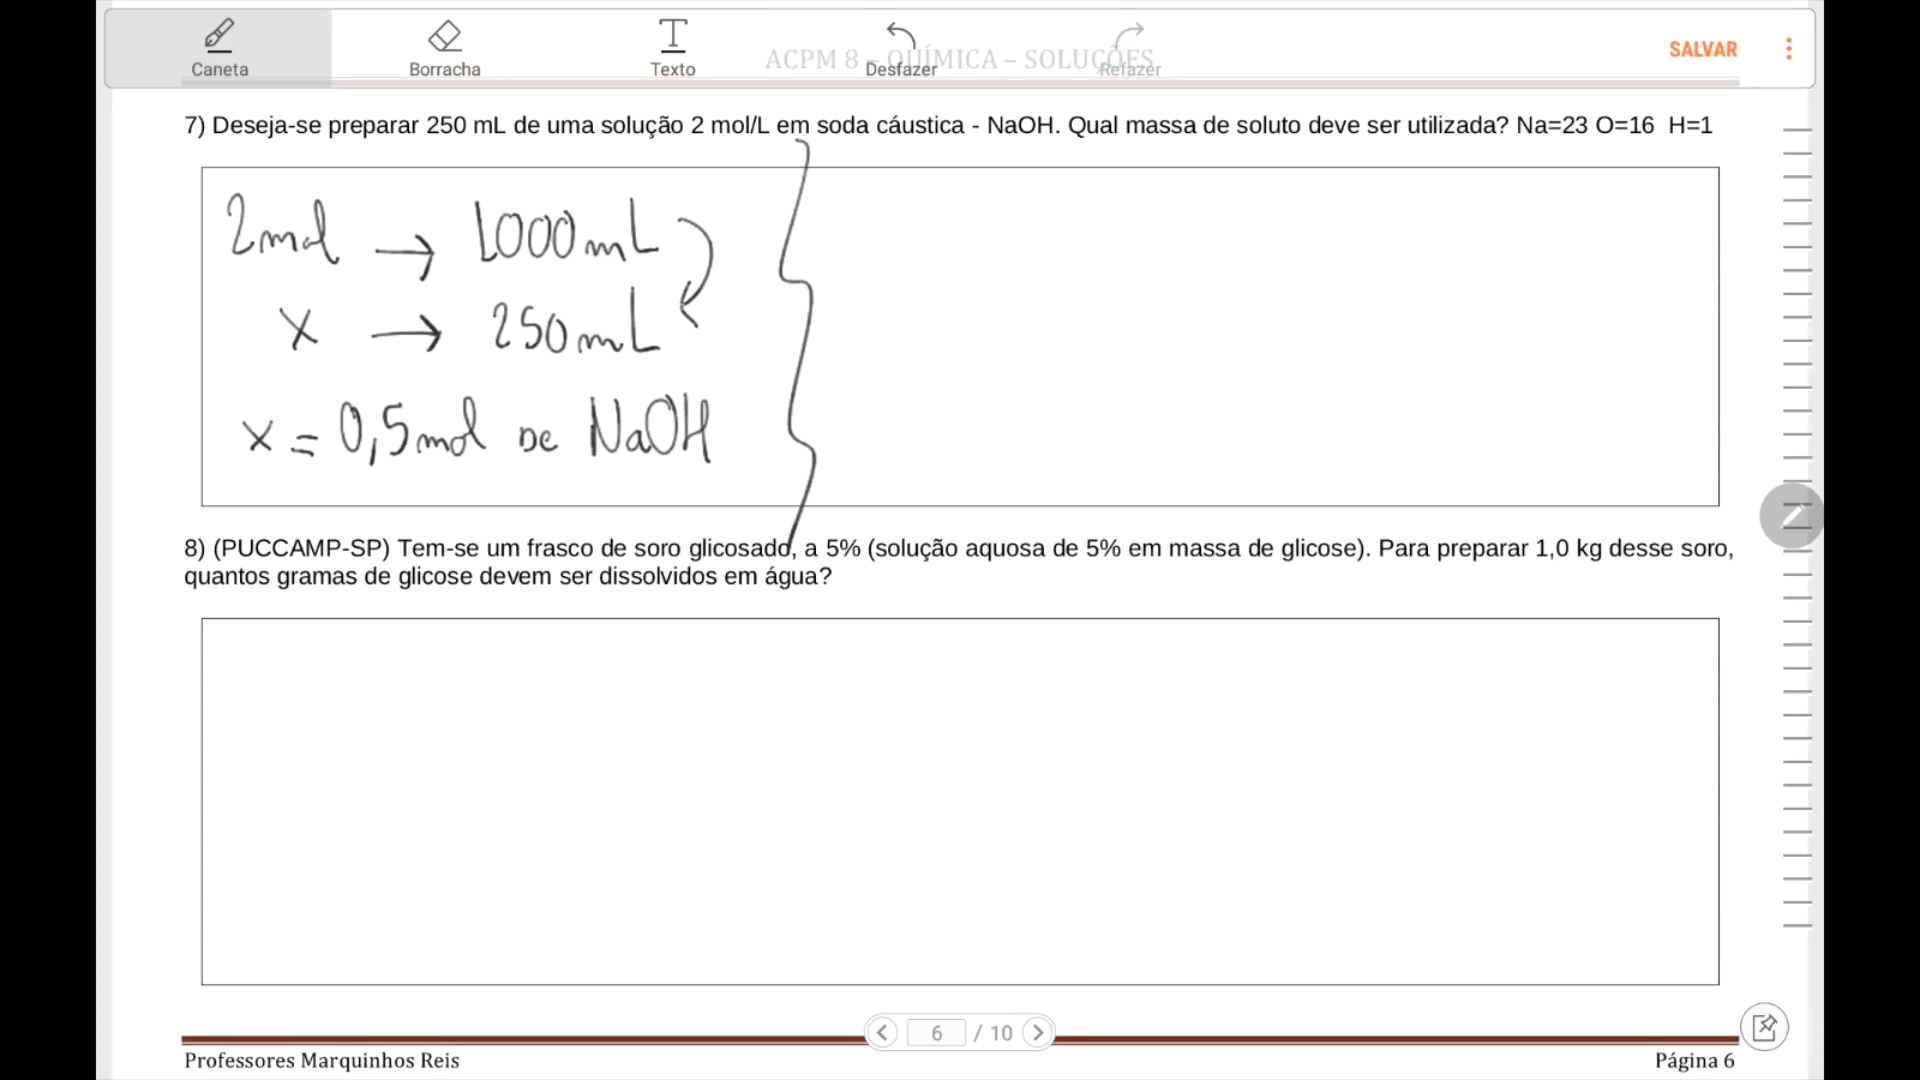 Caneta
Borracha
Texto
Desfazer
Refazer
SALVAR
ACPM 8 – QUÍMICA – SOLUÇÕES
7) Deseja-se preparar 250 mL de uma solução 2 mol/L em soda cáustica - NaOH. Qual massa de soluto deve ser utilizada? Na=23 O=16 H=1
2mol → 1000mL
x → 250mL
x = 0,5mol DE NaOH
8) (PUCCAMP-SP) Tem-se um frasco de soro glicosado, a 5% (solução aquosa de 5% em massa de glicose). Para preparar 1,0 kg desse soro,
quantos gramas de glicose devem ser dissolvidos em água?
6 / 10
Professores Marquinhos Reis
Página 6